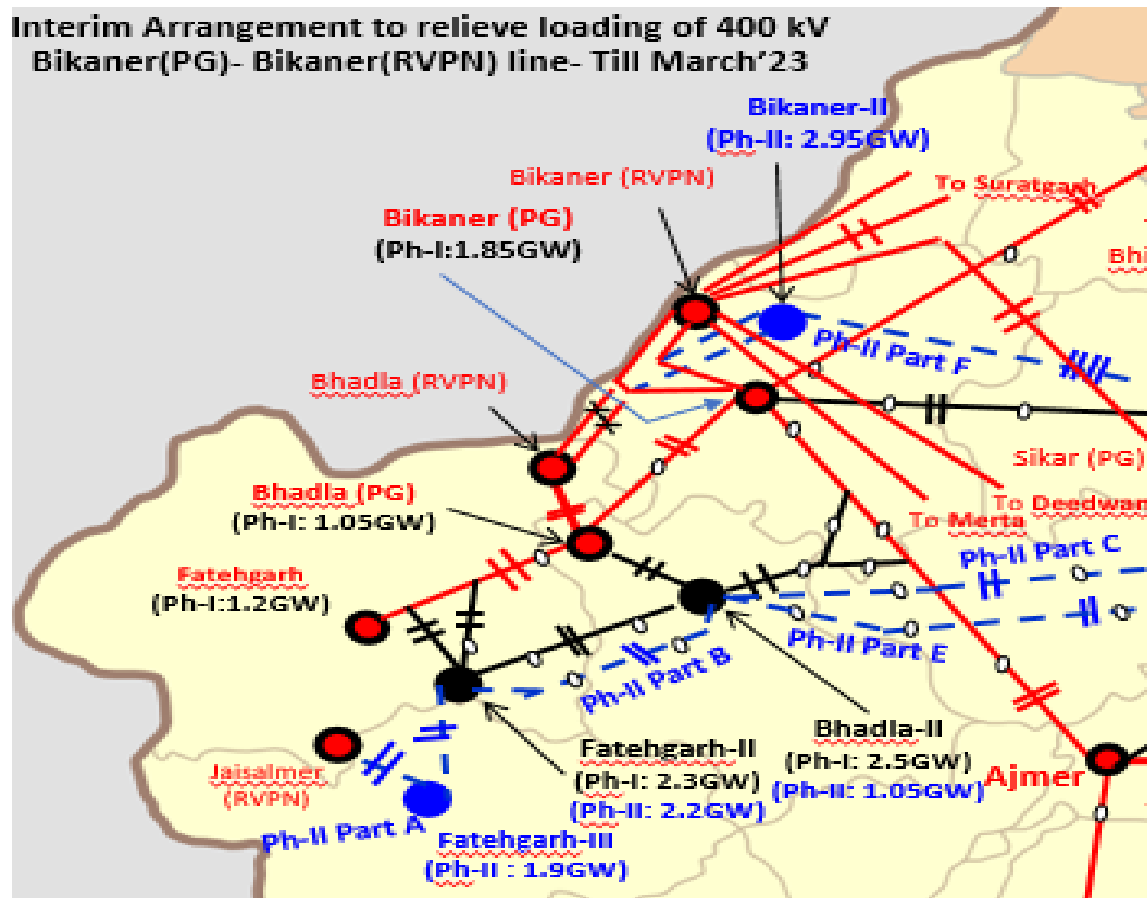 Interim Arrangement to relieve loading of 400 kV
Bikaner(PG)- Bikaner(RVPN) line- Till March'23
Bikaner-II
(Ph-II: 2.95GW)
Bikaner (RVPN)
To Suratgarh
Bikaner (PG)
(Ph-I:1.85GW)
Bhi
Ph-II Part F
Bhadla (RVPN)
Sikar (PG)
Bhadla (PG)
(Ph-I: 1.05GW)
To Deedwan
To Merta
Ph-II Part C
Fatehgarh
(Ph-I:1.2GW)
Ph-II Part E
Ph-II Part B
Bhadla-II
(Ph-I: 2.5GW)
(Ph-II: 1.05GW)
Fatehgarh-II
(Ph-I: 2.3GW)
(Ph-II: 2.2GW)
Ajmer
Jaisalmer
(RVPN)
Ph-II Part A
Fatehgarh-III
(Ph-II : 1.9GW)